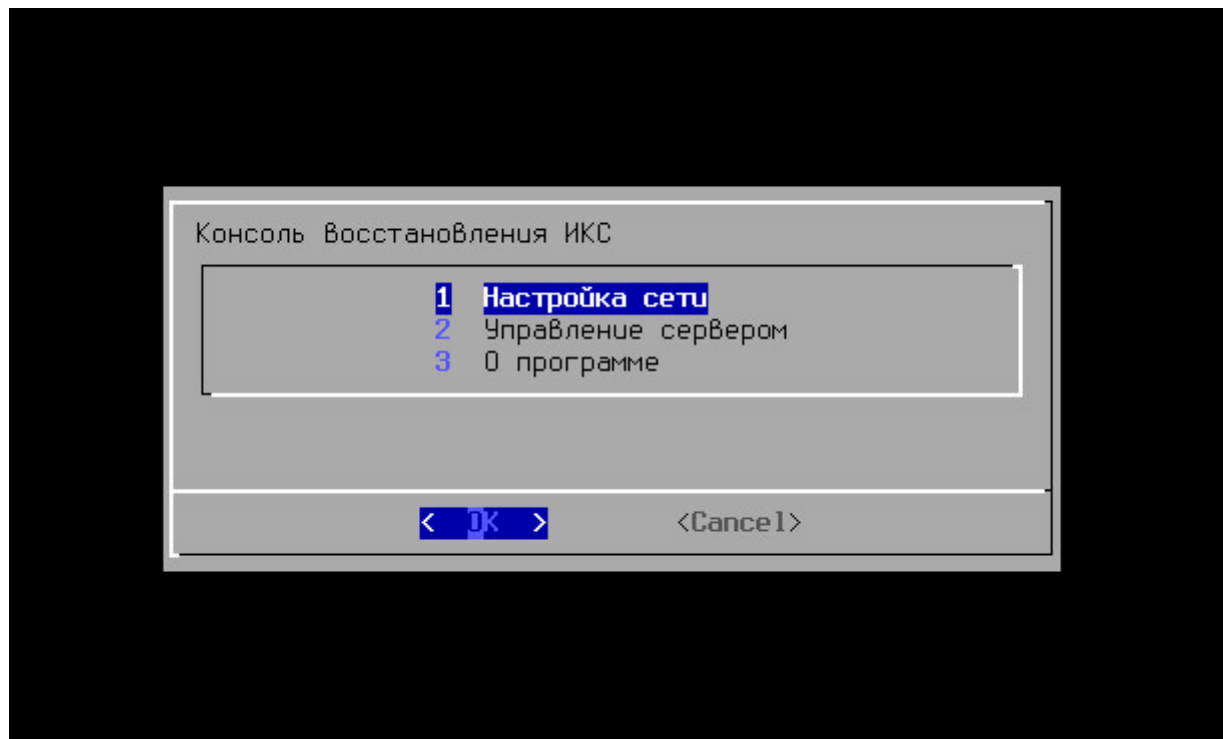 Консоль восстановления ИКС
1 Настройка сети
2 Управление сервером
3 О программе
< OK > <Cancel>